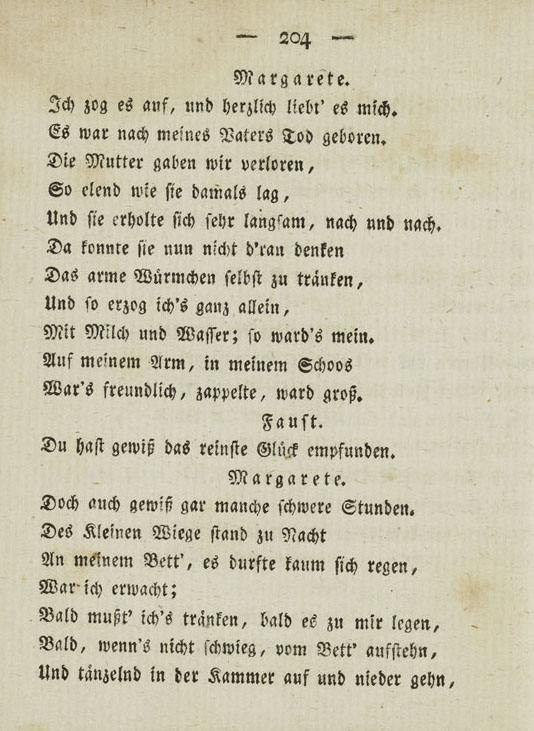 — 204 —
Margarete.
Ich zog es auf, und herzlich liebt' es mich.
Es war nach meines Vaters Tod geboren.
Die Mutter gaben wir verloren,
So elend wie sie damals lag,
Und sie erholte sich sehr langsam, nach und nach.
Da konnte sie nun nicht d'ran denken
Das arme Würmchen selbst zu tränken,
Und so erzog ich's ganz allein,
Mit Milch und Wasser; so ward's mein.
Auf meinem Arm, in meinem Schoos
War's freundlich, zappelte, ward groß.
Faust.
Du hast gewiß das reinste Glück empfunden.
Margarete.
Doch auch gewiß gar manche schwere Stunden.
Des Kleinen Wiege stand zu Nacht
An meinem Bett', es durfte kaum sich regen,
War ich erwacht;
Bald mußt' ich's tränken, bald es zu mir legen,
Bald, wenn's nicht schwieg, vom Bett' aufstehn,
Und tänzelnd in der Kammer auf und nieder gehn,